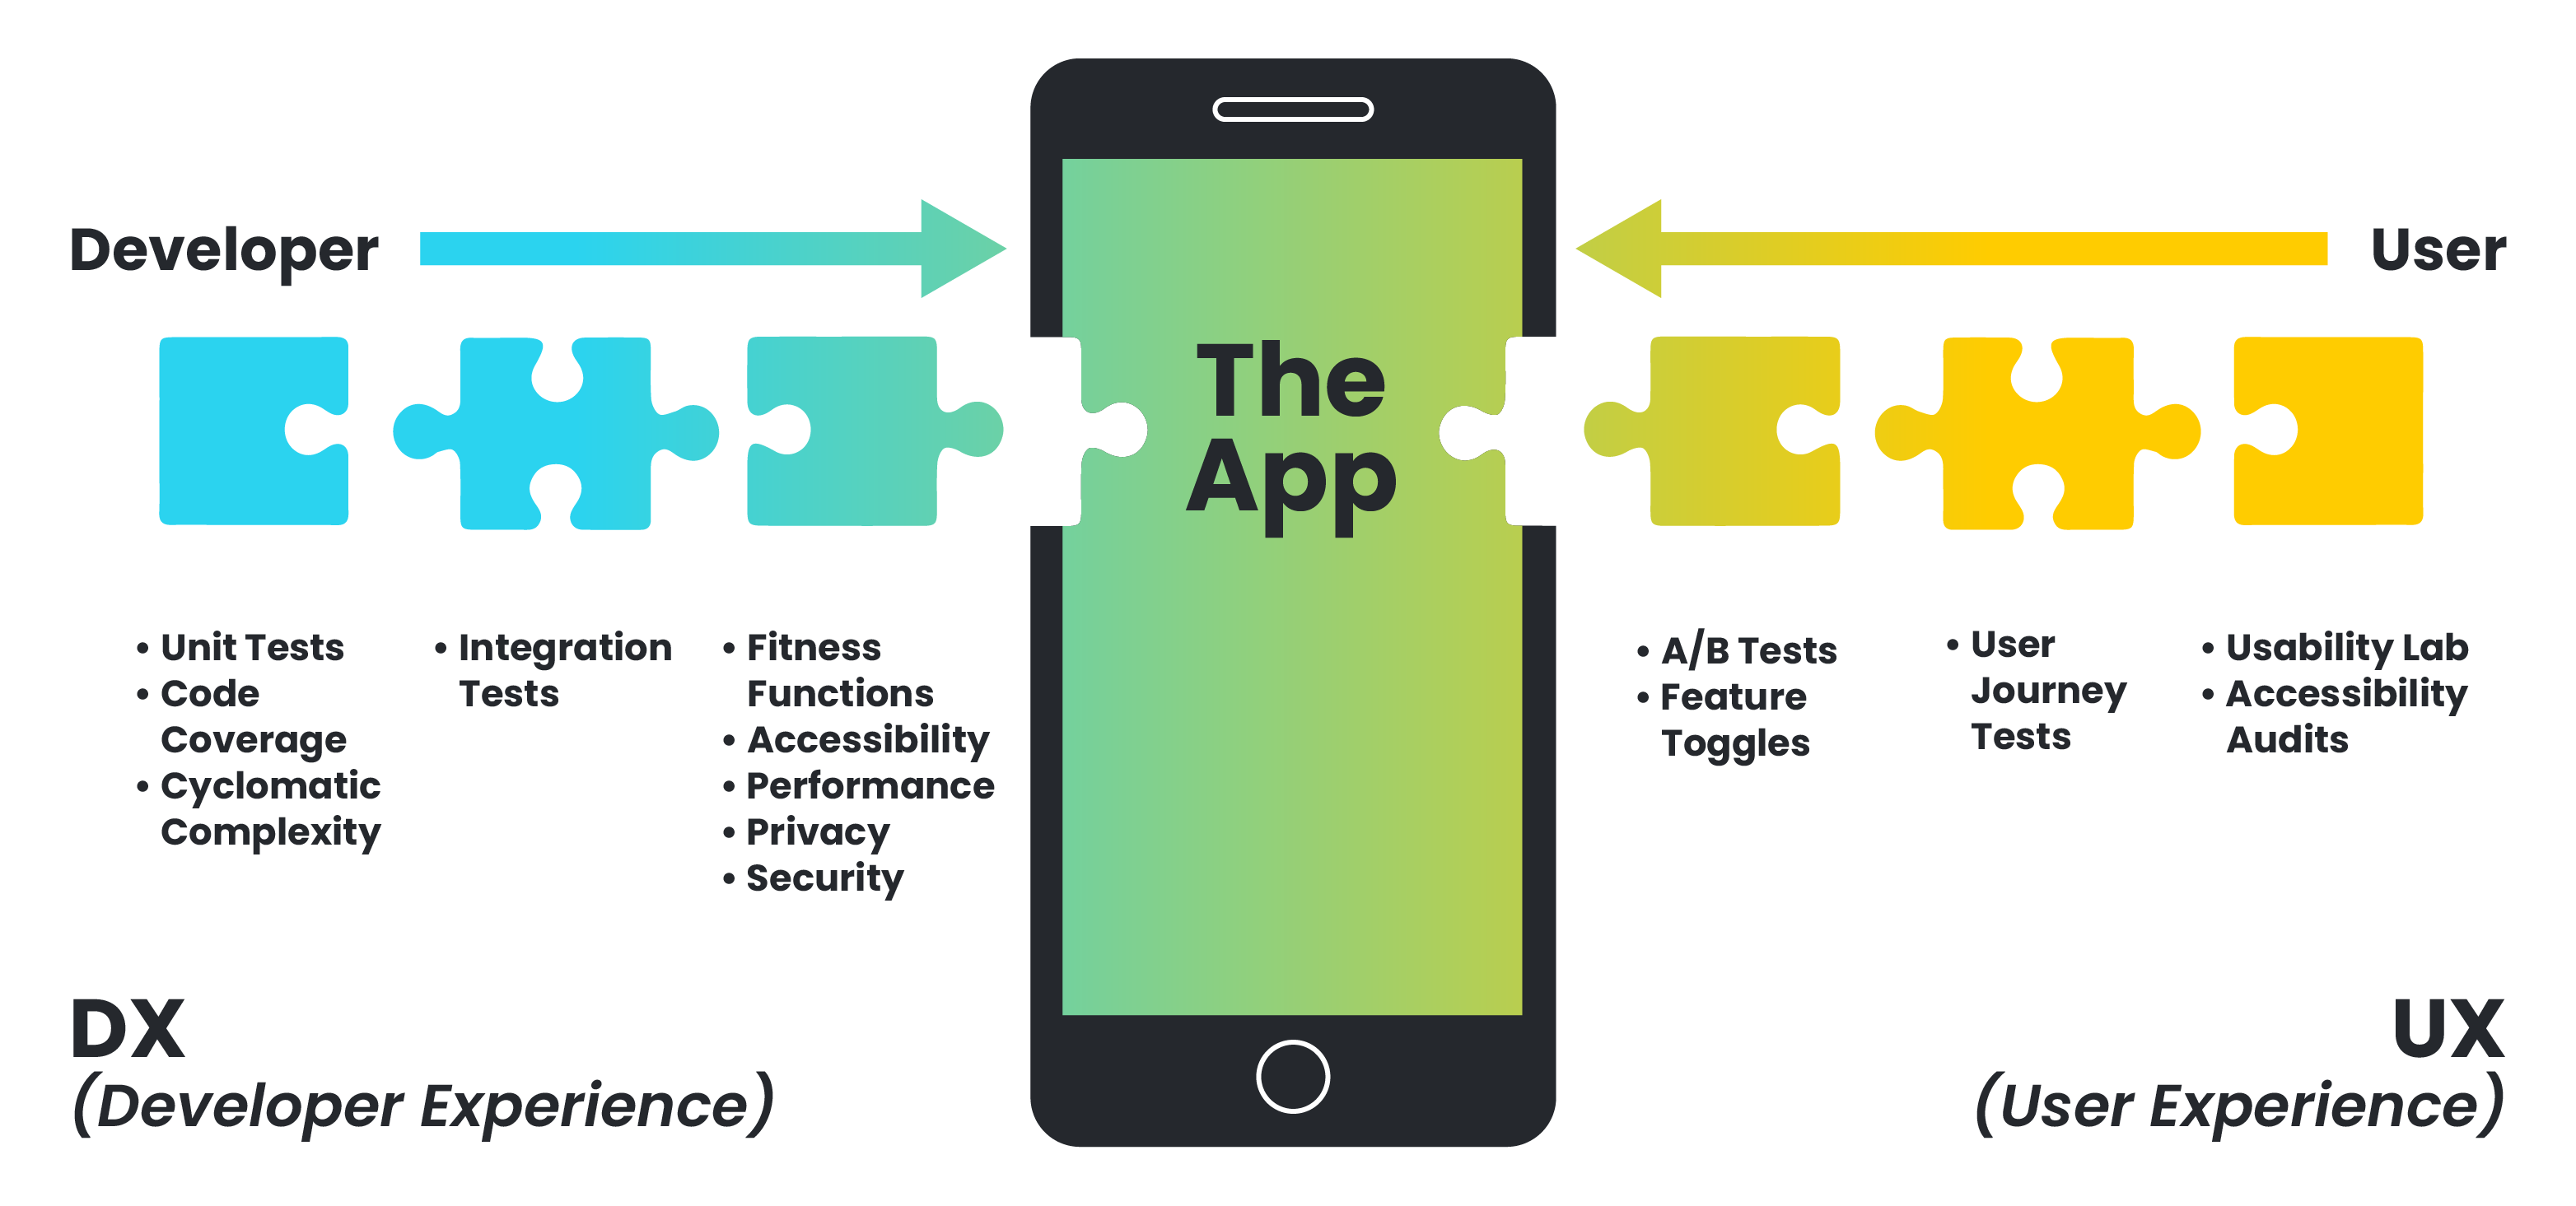 Developer
User
The
App
• Unit Tests
• Code
Coverage
• Cyclomatic
Complexity
• Integration
Tests
• Fitness
Functions
• Accessibility
• Performance
• Privacy
• Security
• A/B Tests
• Feature
Toggles
• User
Journey
Tests
• Usability Lab
• Accessibility
Audits
DX
(Developer Experience)
UX
(User Experience)